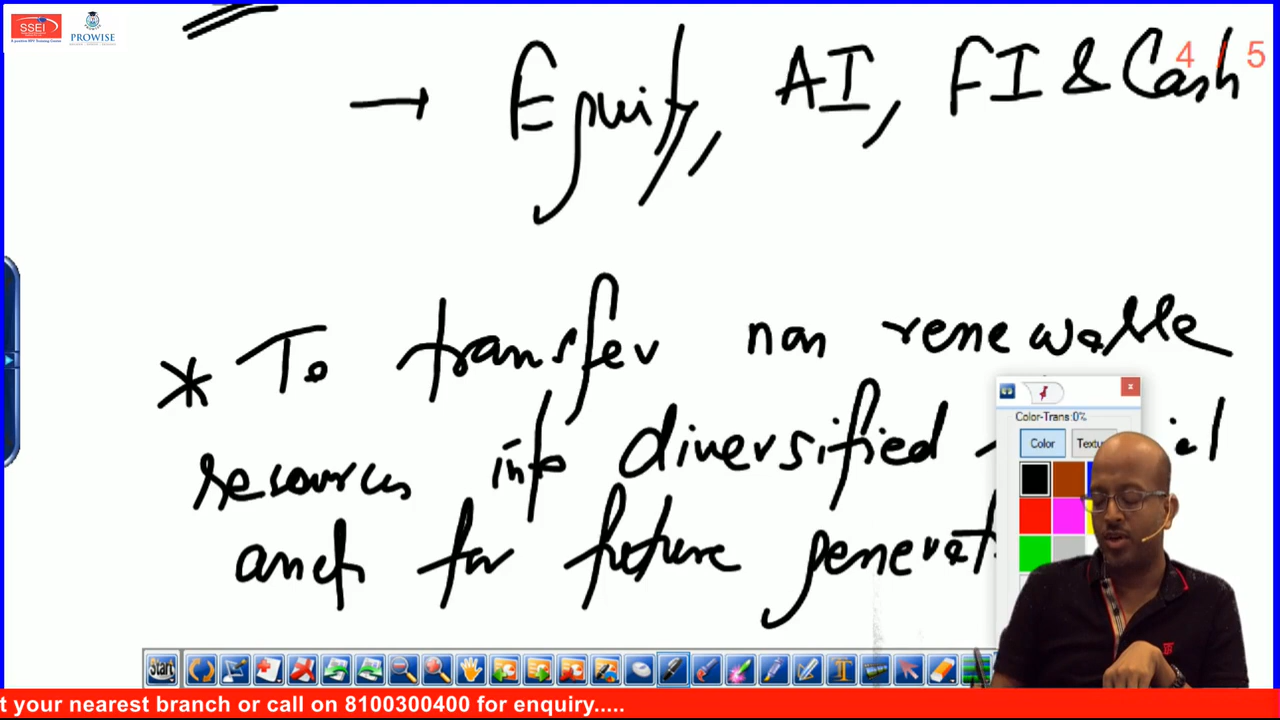 SSEI
PROWISE
4 / 5
→ Equity, AI, FI & Cash
* To transfer non renewable
Color-Trans:0%
Color
resources into diversified
anct for future
Start
t your nearest branch or call on 8100300400 for enquiry.....